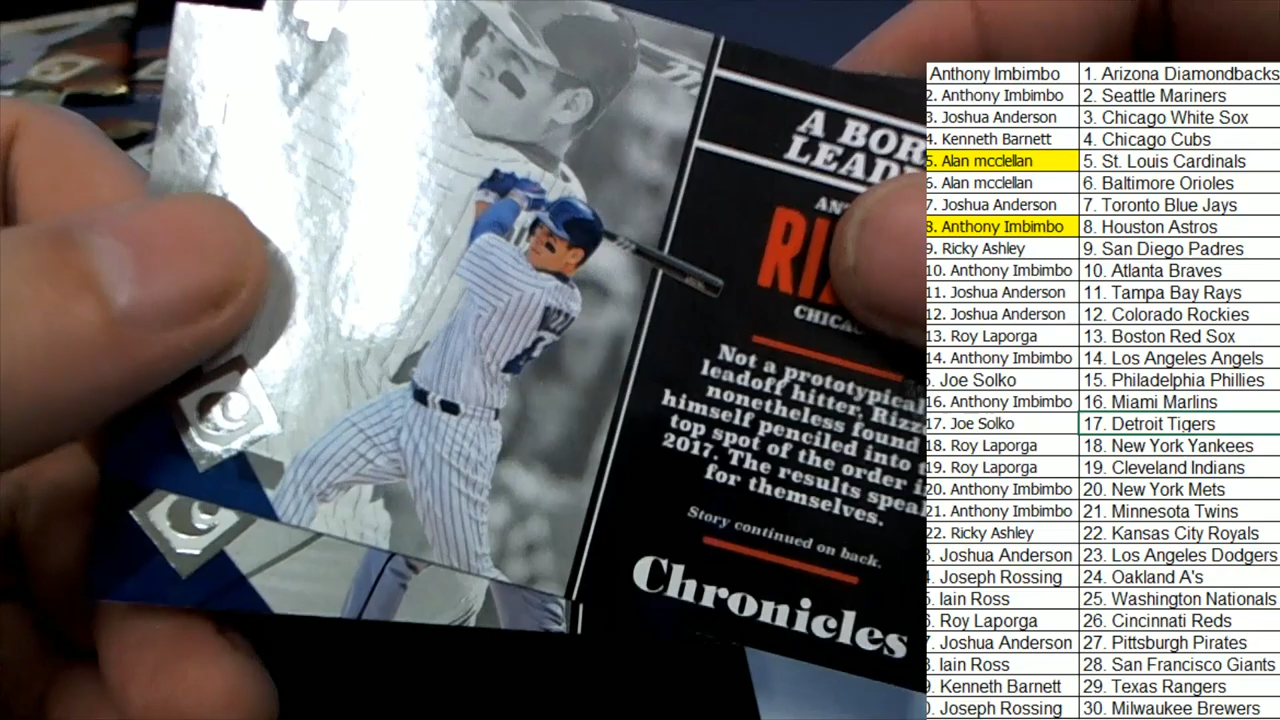 A BOR
LEAD
AN
RIZ
CHICA
Not a prototypical
leadoff hitter, Rizz
nonetheless found
himself penciled into
top spot of the order i
2017. The results spea
for themselves.
Story continued on back.
Chronicles
Anthony Imbimbo 1. Arizona Diamondbacks
2. Anthony Imbimbo 2. Seattle Mariners
3. Joshua Anderson 3. Chicago White Sox
4. Kenneth Barnett 4. Chicago Cubs
5. Alan mcclellan 5. St. Louis Cardinals
6. Alan mcclellan 6. Baltimore Orioles
7. Joshua Anderson 7. Toronto Blue Jays
8. Anthony Imbimbo 8. Houston Astros
9. Ricky Ashley 9. San Diego Padres
10. Anthony Imbimbo 10. Atlanta Braves
11. Joshua Anderson 11. Tampa Bay Rays
12. Joshua Anderson 12. Colorado Rockies
13. Roy Laporga 13. Boston Red Sox
14. Anthony Imbimbo 14. Los Angeles Angels
5. Joe Solko 15. Philadelphia Phillies
16. Anthony Imbimbo 16. Miami Marlins
17. Joe Solko 17. Detroit Tigers
18. Roy Laporga 18. New York Yankees
19. Roy Laporga 19. Cleveland Indians
20. Anthony Imbimbo 20. New York Mets
21. Anthony Imbimbo 21. Minnesota Twins
22. Ricky Ashley 22. Kansas City Royals
3. Joshua Anderson 23. Los Angeles Dodgers
4. Joseph Rossing 24. Oakland A's
5. Iain Ross 25. Washington Nationals
6. Roy Laporga 26. Cincinnati Reds
7. Joshua Anderson 27. Pittsburgh Pirates
8. Iain Ross 28. San Francisco Giants
9. Kenneth Barnett 29. Texas Rangers
0. Joseph Rossing 30. Milwaukee Brewers